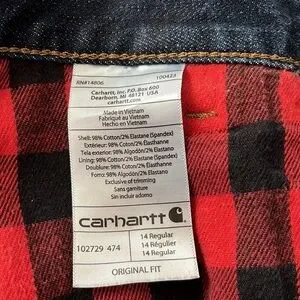 RN#14806 100423
Carhartt, Inc. P.O. Box 600
Dearborn, MI 48121 USA
carhartt.com
Made in Vietnam
Fabriqué au Vietnam
Hecho en Vietnam
Shell: 98% Cotton/2% Elastane (Spandex)
Extérieur: 98% Coton/2% Élasthanne
Tela exterior: 98% Algodón/2% Elastano
Lining: 98% Cotton/2% Elastane (Spandex)
Doublure: 98% Coton/2% Élasthanne
Forro: 98% Algodón/2% Elastano
Exclusive of trimming
Sans garniture
Sin incluir adorno
carhartt
102729 474
14 Regular
14 Régulier
14 Regular
ORIGINAL FIT